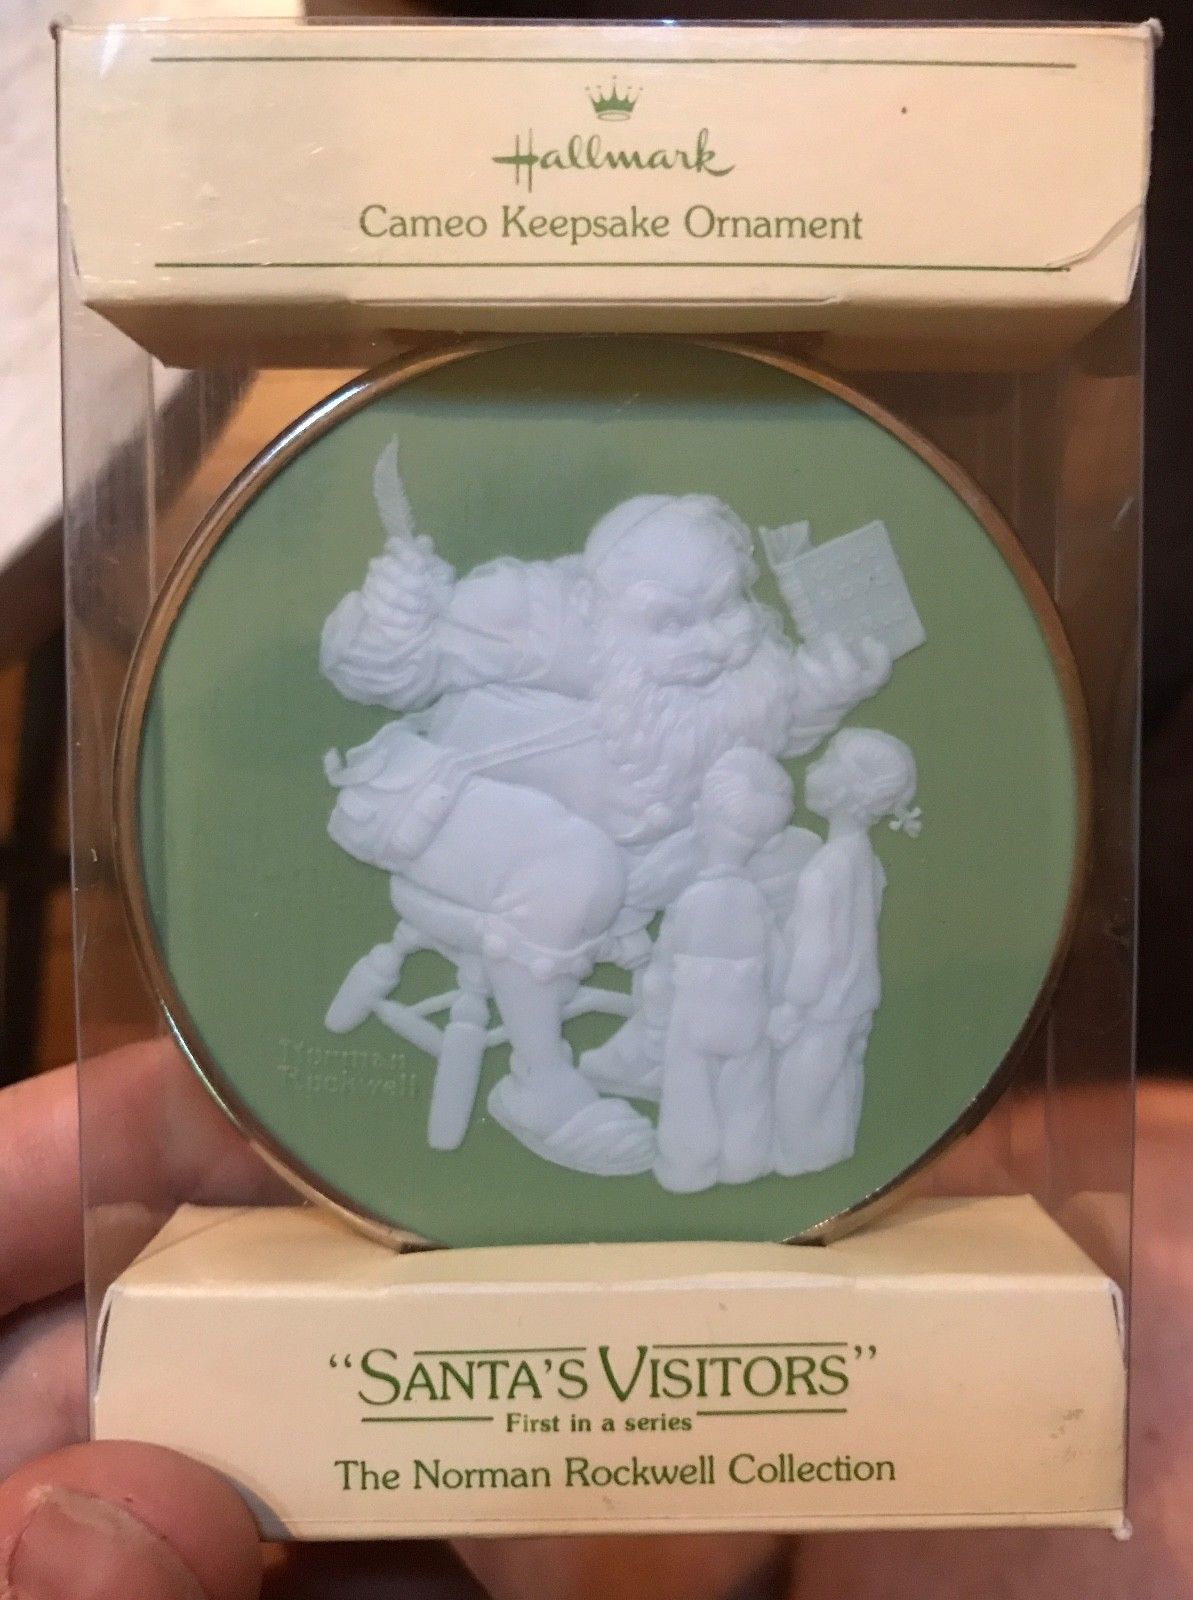 Hallmark
Cameo Keepsake Ornament
Norman
Rockwell
“SANTA'S VISITORS”
First in a series
The Norman Rockwell Collection